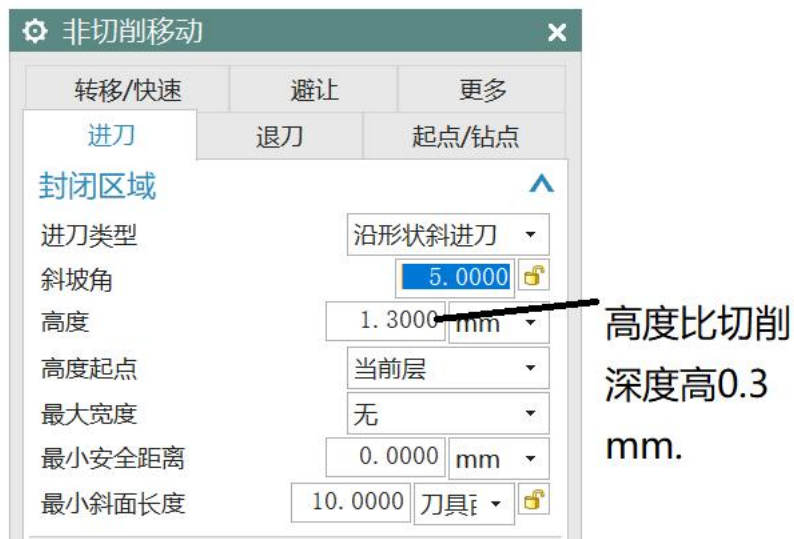 非切削移动
转移/快速 避让 更多
进刀 退刀 起点/钻点
封闭区域
进刀类型 沿形状斜进刀
斜坡角 5.0000
高度 1.3000 mm
高度起点 当前层
最大宽度 无
最小安全距离 0.0000 mm
最小斜面长度 10.0000 刀具
高度比切削
深度高0.3
mm.